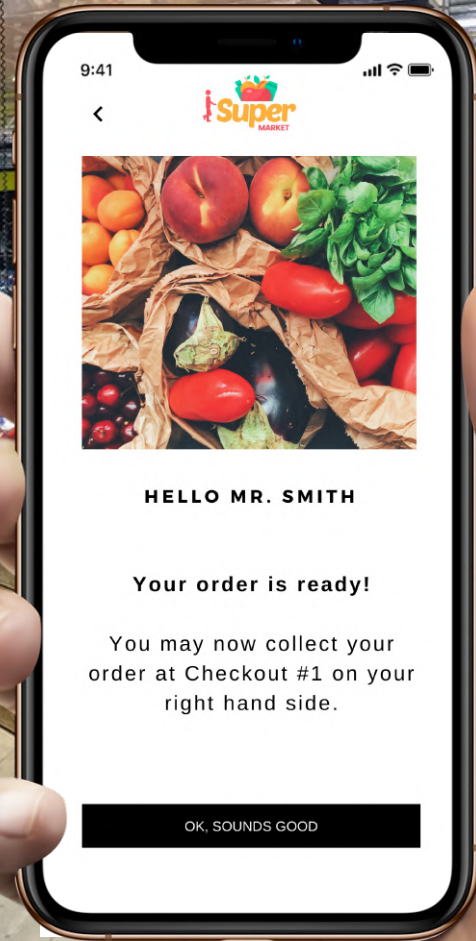 9:41
iSuper
MARKET
HELLO MR. SMITH
Your order is ready!
You may now collect your
order at Checkout #1 on your
right hand side.
OK, SOUNDS GOOD